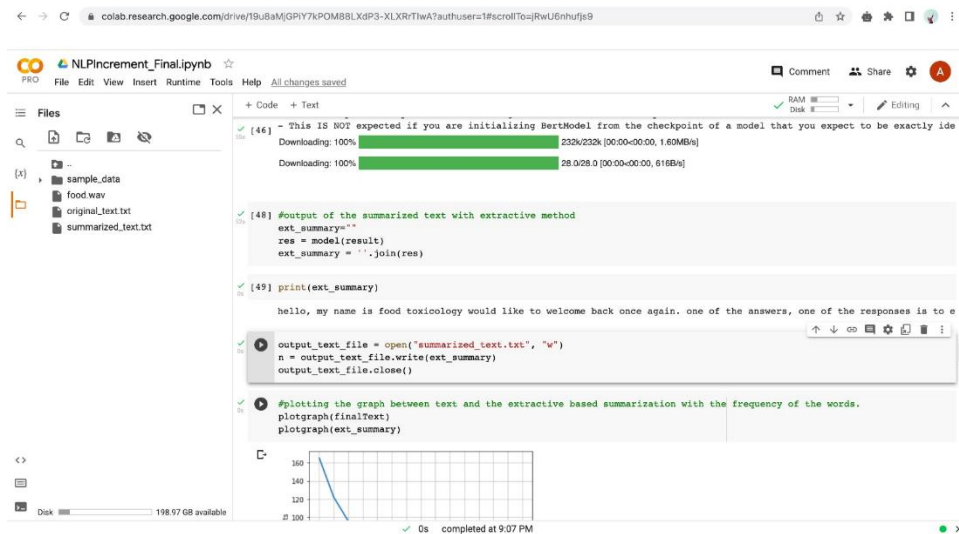 colab.research.google.com/drive/19u8aMjGPiY7kPOM88LXdP3-XLXRrTIwA?authuser=1#scrollTo=jRwU6nhufjs9
CO
PRO
NLPIncrement_Final.ipynb
Comment
Share
A
File Edit View Insert Runtime Tools Help All changes saved
Files
+ Code + Text
RAM
Disk
Editing
[46]
- This IS NOT expected if you are initializing BertModel from the checkpoint of a model that you expect to be exactly ide
Downloading: 100%
232k/232k [00:00<00:00, 1.60MB/s]
Downloading: 100%
28.0/28.0 [00:00<00:00, 616B/s]
{x}
..
sample_data
food.wav
original_text.txt
summarized_text.txt
[48] #output of the summarized text with extractive method
ext_summary=""
res = model(result)
ext_summary = ''.join(res)
[49] print(ext_summary)
0s
hello, my name is food toxicology would like to welcome back once again. one of the answers, one of the responses is to e
0s
output_text_file = open("summarized_text.txt", "w")
n = output_text_file.write(ext_summary)
output_text_file.close()
0s
#plotting the graph between text and the extractive based summarization with the frequency of the words.
plotgraph(finalText)
plotgraph(ext_summary)
160
140
120
100
Disk
198.97 GB available
0s completed at 9:07 PM